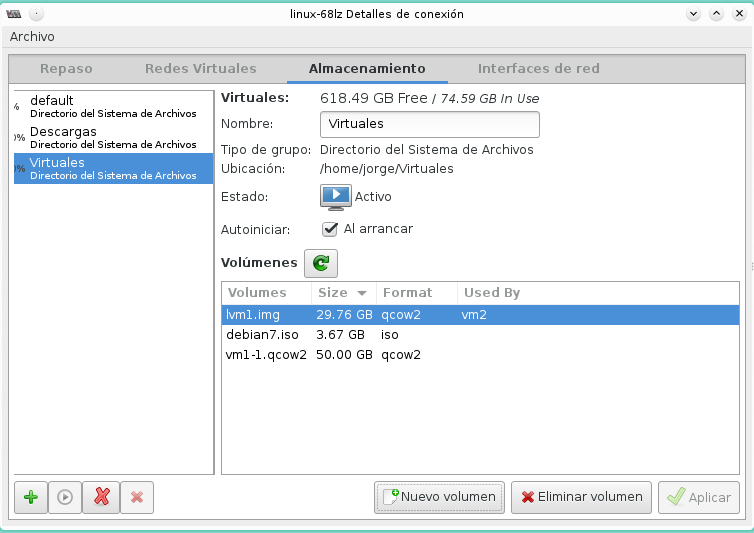 linux-68lz Detalles de conexión
Archivo
Repaso Redes Virtuales Almacenamiento Interfaces de red
% default
Directorio del Sistema de Archivos
0% Descargas
Directorio del Sistema de Archivos
0% Virtuales
Directorio del Sistema de Archivos
Virtuales: 618.49 GB Free / 74.59 GB In Use
Nombre: Virtuales
Tipo de grupo: Directorio del Sistema de Archivos
Ubicación: /home/jorge/Virtuales
Estado: Activo
Autoiniciar: Al arrancar
Volúmenes
Volumes Size Format Used By
lvm1.img 29.76 GB qcow2 vm2
debian7.iso 3.67 GB iso
vm1-1.qcow2 50.00 GB qcow2
Nuevo volumen Eliminar volumen Aplicar